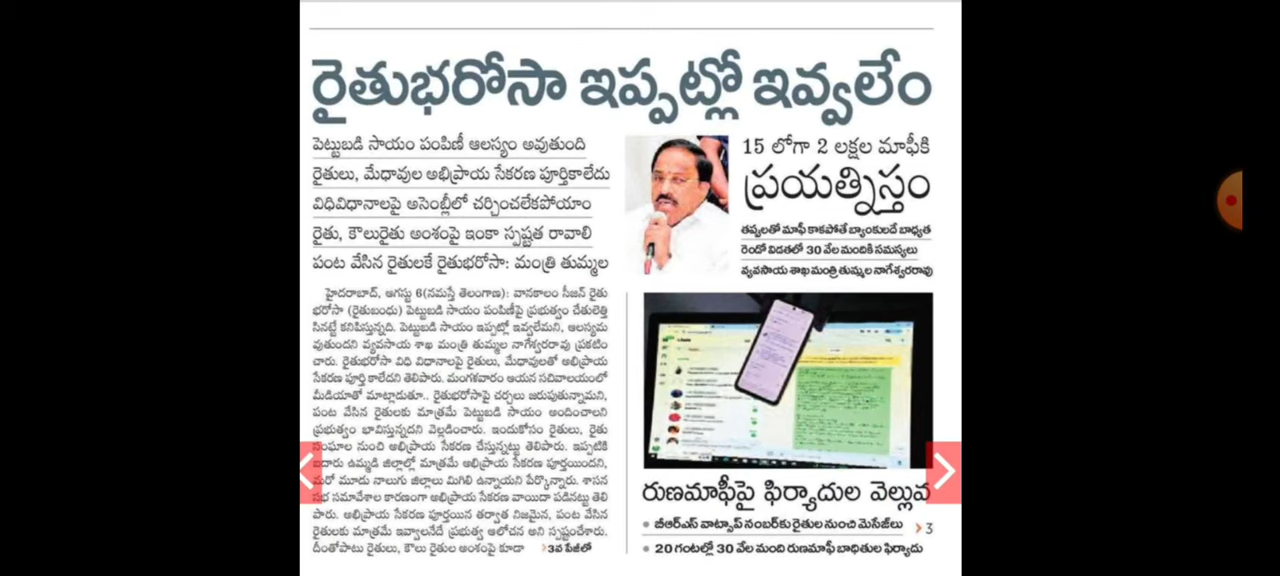 రైతుభరోసా ఇప్పట్లో ఇవ్వలేం
పెట్టుబడి సాయం పంపిణీ ఆలస్యం అవుతుంది
రైతులు, మేధావుల అభిప్రాయ సేకరణ పూర్తికాలేదు
విధివిధానాలపై అసెంబ్లీలో చర్చించలేకపోయాం
రైతు, కౌలురైతు అంశంపై ఇంకా స్పష్టత రావాలి
పంట వేసిన రైతులకే రైతుభరోసా: మంత్రి తుమ్మల
హైదరాబాద్, ఆగస్టు 6(నమస్తే తెలంగాణ): వానకాలం సీజన్ రైతు
భరోసా (రైతుబంధు) పెట్టుబడి సాయం పంపిణీపై ప్రభుత్వం చేతులెత్తి
సినట్టే కనిపిస్తున్నది. పెట్టుబడి సాయం ఇప్పట్లో ఇవ్వలేమని, ఆలస్యమ
వుతుందని వ్యవసాయ శాఖ మంత్రి తుమ్మల నాగేశ్వరరావు ప్రకటిం
చారు. రైతుభరోసా విధి విధానాలపై రైతులు, మేధావులతో అభిప్రాయ
సేకరణ పూర్తి కాలేదని తెలిపారు. మంగళవారం ఆయన సచివాలయంలో
మీడియాతో మాట్లాడుతూ.. రైతుభరోసాపై చర్చలు జరుపుతున్నామని,
పంట వేసిన రైతులకు మాత్రమే పెట్టుబడి సాయం అందించాలని
ప్రభుత్వం భావిస్తున్నదని వెల్లడించారు. ఇందుకోసం రైతులు, రైతు
సంఘాల నుంచి అభిప్రాయ సేకరణ చేస్తున్నట్టు తెలిపారు. ఇప్పటికి
ఐదారు ఉమ్మడి జిల్లాల్లో మాత్రమే అభిప్రాయ సేకరణ పూర్తయిందని,
మరో మూడు నాలుగు జిల్లాలు మిగిలి ఉన్నాయని పేర్కొన్నారు. శాసన
సభ సమావేశాల కారణంగా అభిప్రాయ సేకరణ వాయిదా పడినట్టు తెలి
పారు. అభిప్రాయ సేకరణ పూర్తయిన తర్వాత నిజమైన, పంట వేసిన
రైతులకు మాత్రమే ఇవ్వాలనేదే ప్రభుత్వ ఆలోచన అని స్పష్టంచేశారు.
దీంతోపాటు రైతులు, కౌలు రైతుల అంశంపై కూడా >3వ పేజీలో
15 లోగా 2 లక్షల మాఫీకి
ప్రయత్నిస్తం
తప్పులతో మాఫీ కాకపోతే బ్యాంకులదే బాధ్యత
రెండో విడతలో 30 వేల మందికి సమస్యలు
వ్యవసాయ శాఖ మంత్రి తుమ్మల నాగేశ్వరరావు
రుణమాఫీపై ఫిర్యాదుల వెల్లువ
• బీఆర్ఎస్ వాట్సాప్ నంబర్‌కు రైతుల నుంచి మెసేజ్‌లు > 3
• 20 గంటల్లో 30 వేల మంది రుణమాఫీ బాధితుల ఫిర్యాదు